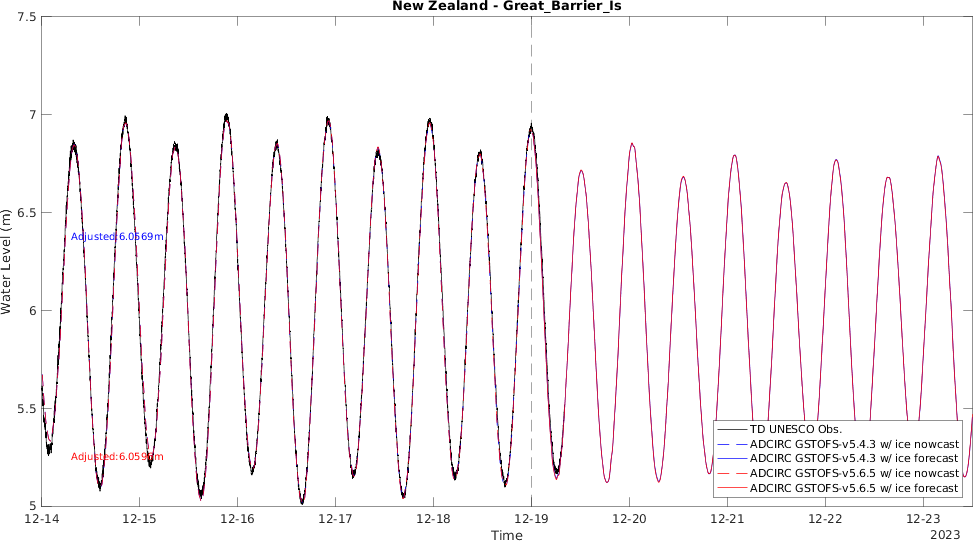 New Zealand - Great_Barrier_Is
7.5
7
6.5
6
5.5
5
Water Level (m)
Adjusted:6.0569m
TD UNESCO Obs.
ADCIRC GSTOFS-v5.4.3 w/ ice nowcast
ADCIRC GSTOFS-v5.4.3 w/ ice forecast
ADCIRC GSTOFS-v5.6.5 w/ ice nowcast
ADCIRC GSTOFS-v5.6.5 w/ ice forecast
12-14 12-15 12-16 12-17 12-18 12-19 12-20 12-21 12-22 12-23
Time
2023